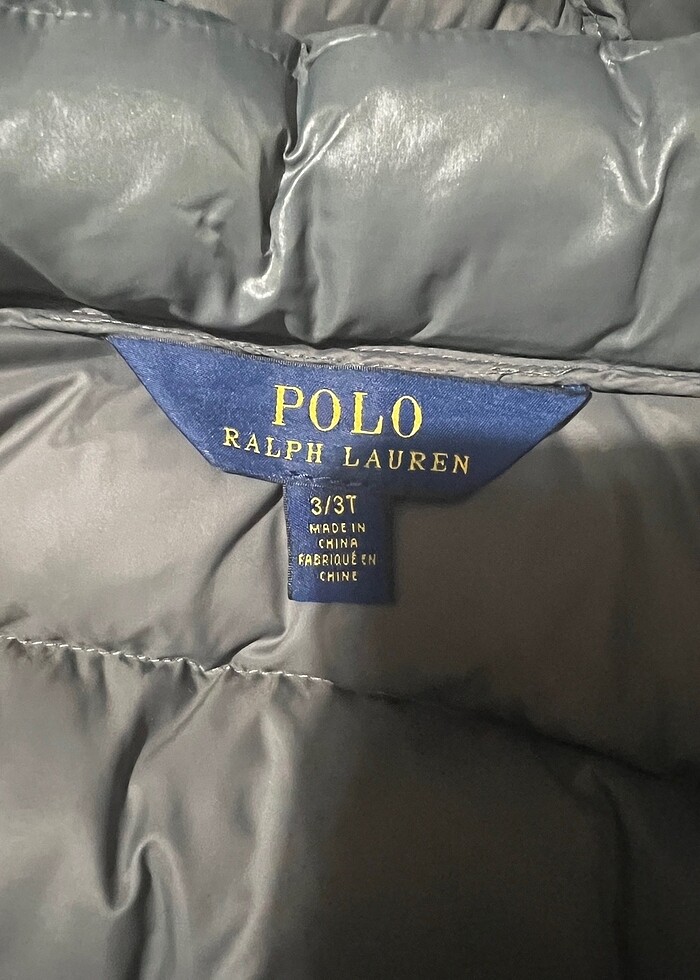 POLO
RALPH LAUREN
3/3T
MADE IN
CHINA
FABRIQUÉ EN
CHINE